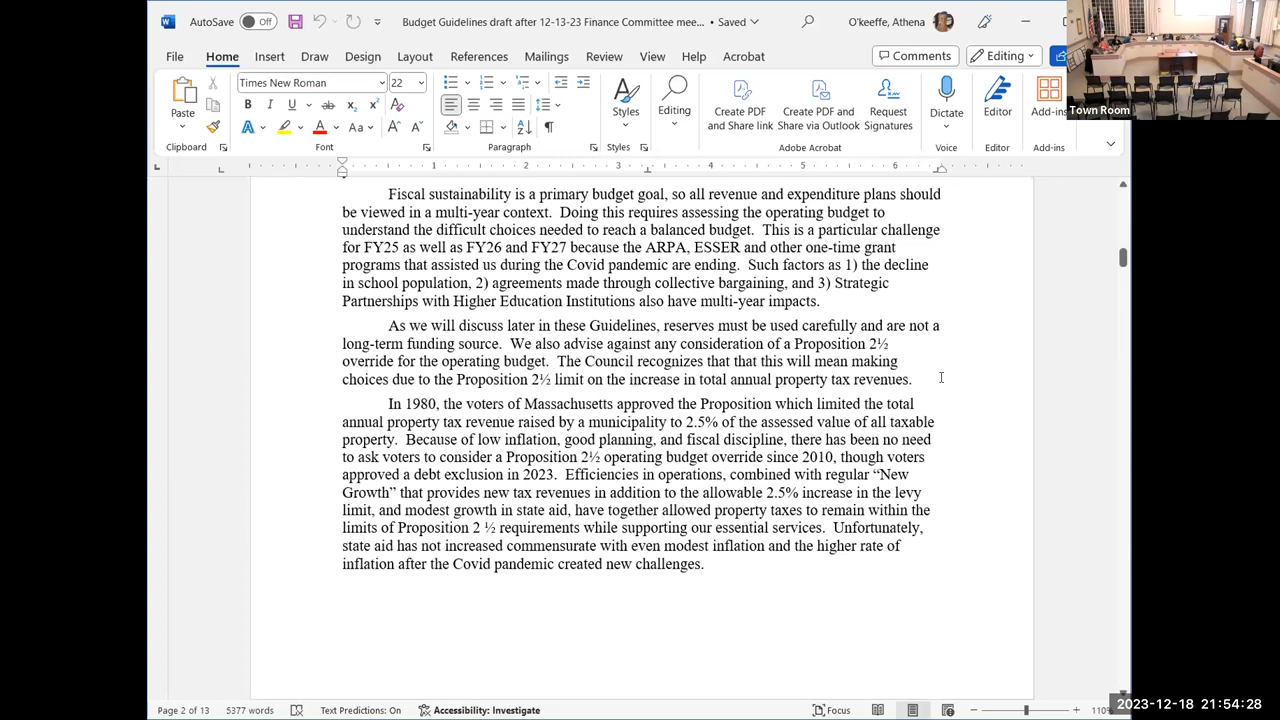 AutoSave Off
Budget Guidelines draft after 12-13-23 Finance Committee mee... • Saved
O'keeffe, Athena
File Home Insert Draw Design Layout References Mailings Review View Help Acrobat
Comments
Editing
Town Room
Paste
Times New Roman 22
Styles
Editing
Create PDF and Share link
Create PDF and Share via Outlook
Request Signatures
Dictate
Editor
Add-ins
Clipboard Font Paragraph Styles Adobe Acrobat Voice Editor Add-ins
1 2 3 4 5 6
Fiscal sustainability is a primary budget goal, so all revenue and expenditure plans should
be viewed in a multi-year context. Doing this requires assessing the operating budget to
understand the difficult choices needed to reach a balanced budget. This is a particular challenge
for FY25 as well as FY26 and FY27 because the ARPA, ESSER and other one-time grant
programs that assisted us during the Covid pandemic are ending. Such factors as 1) the decline
in school population, 2) agreements made through collective bargaining, and 3) Strategic
Partnerships with Higher Education Institutions also have multi-year impacts.
As we will discuss later in these Guidelines, reserves must be used carefully and are not a
long-term funding source. We also advise against any consideration of a Proposition 2½
override for the operating budget. The Council recognizes that that this will mean making
choices due to the Proposition 2½ limit on the increase in total annual property tax revenues.
In 1980, the voters of Massachusetts approved the Proposition which limited the total
annual property tax revenue raised by a municipality to 2.5% of the assessed value of all taxable
property. Because of low inflation, good planning, and fiscal discipline, there has been no need
to ask voters to consider a Proposition 2½ operating budget override since 2010, though voters
approved a debt exclusion in 2023. Efficiencies in operations, combined with regular “New
Growth” that provides new tax revenues in addition to the allowable 2.5% increase in the levy
limit, and modest growth in state aid, have together allowed property taxes to remain within the
limits of Proposition 2 ½ requirements while supporting our essential services. Unfortunately,
state aid has not increased commensurate with even modest inflation and the higher rate of
inflation after the Covid pandemic created new challenges.
Page 2 of 13 5377 words Text Predictions: On Accessibility: Investigate Focus 110%
2023-12-18 21:54:28